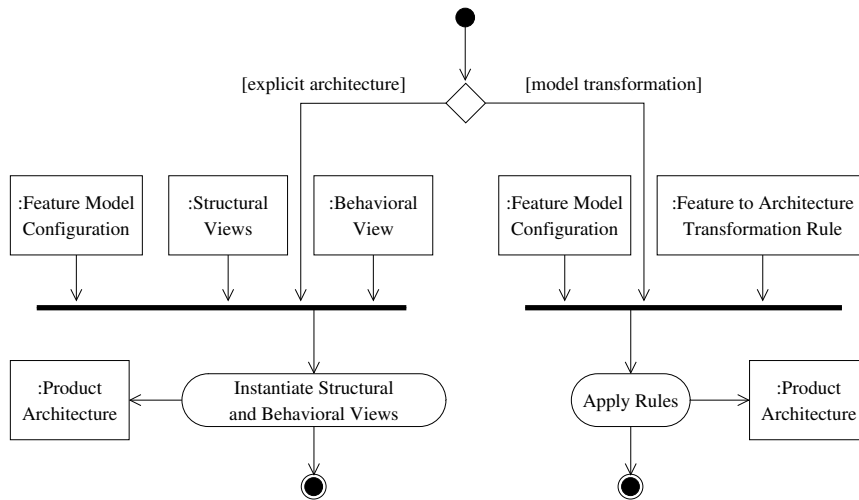 [explicit architecture]
[model transformation]
:Feature Model
Configuration
:Structural
Views
:Behavioral
View
:Feature Model
Configuration
:Feature to Architecture
Transformation Rule
:Product
Architecture
Instantiate Structural
and Behavioral Views
Apply Rules
:Product
Architecture